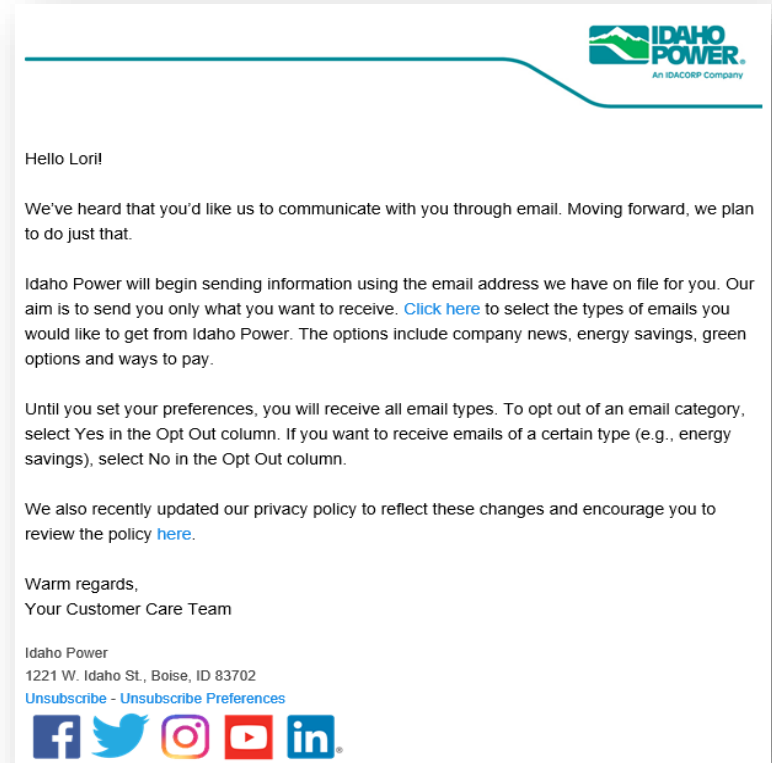 IDAHO
POWER®
An IDACORP Company
Hello Lori!
We've heard that you'd like us to communicate with you through email. Moving forward, we plan
to do just that.
Idaho Power will begin sending information using the email address we have on file for you. Our
aim is to send you only what you want to receive. Click here to select the types of emails you
would like to get from Idaho Power. The options include company news, energy savings, green
options and ways to pay.
Until you set your preferences, you will receive all email types. To opt out of an email category,
select Yes in the Opt Out column. If you want to receive emails of a certain type (e.g., energy
savings), select No in the Opt Out column.
We also recently updated our privacy policy to reflect these changes and encourage you to
review the policy here.
Warm regards,
Your Customer Care Team
Idaho Power
1221 W. Idaho St., Boise, ID 83702
Unsubscribe - Unsubscribe Preferences
f in®